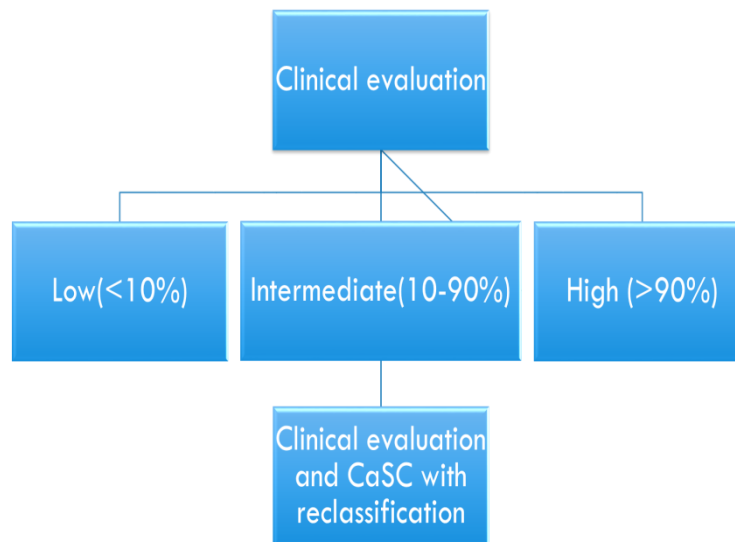 Clinical evaluation
Low(<10%)
Intermediate(10-90%)
High (>90%)
Clinical evaluation
and CaSC with
reclassification